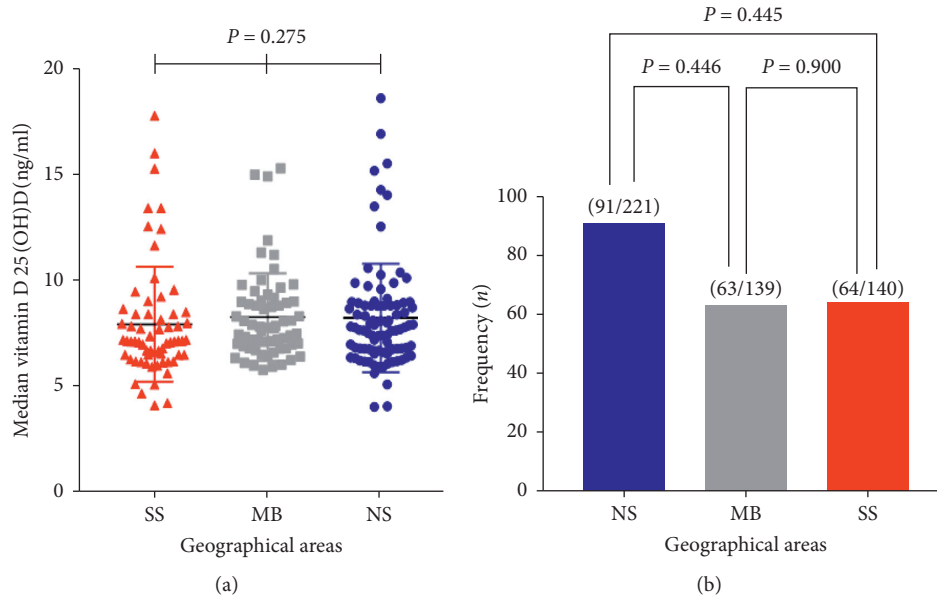 P = 0.275
20
15
10
5
0
Median vitamin D 25(OH)D(ng/ml)
SS MB NS
Geographical areas
(a)
P = 0.445
P = 0.446 P = 0.900
100
80
60
40
20
0
Frequency (n)
(91/221)
(63/139) (64/140)
NS MB SS
Geographical areas
(b)